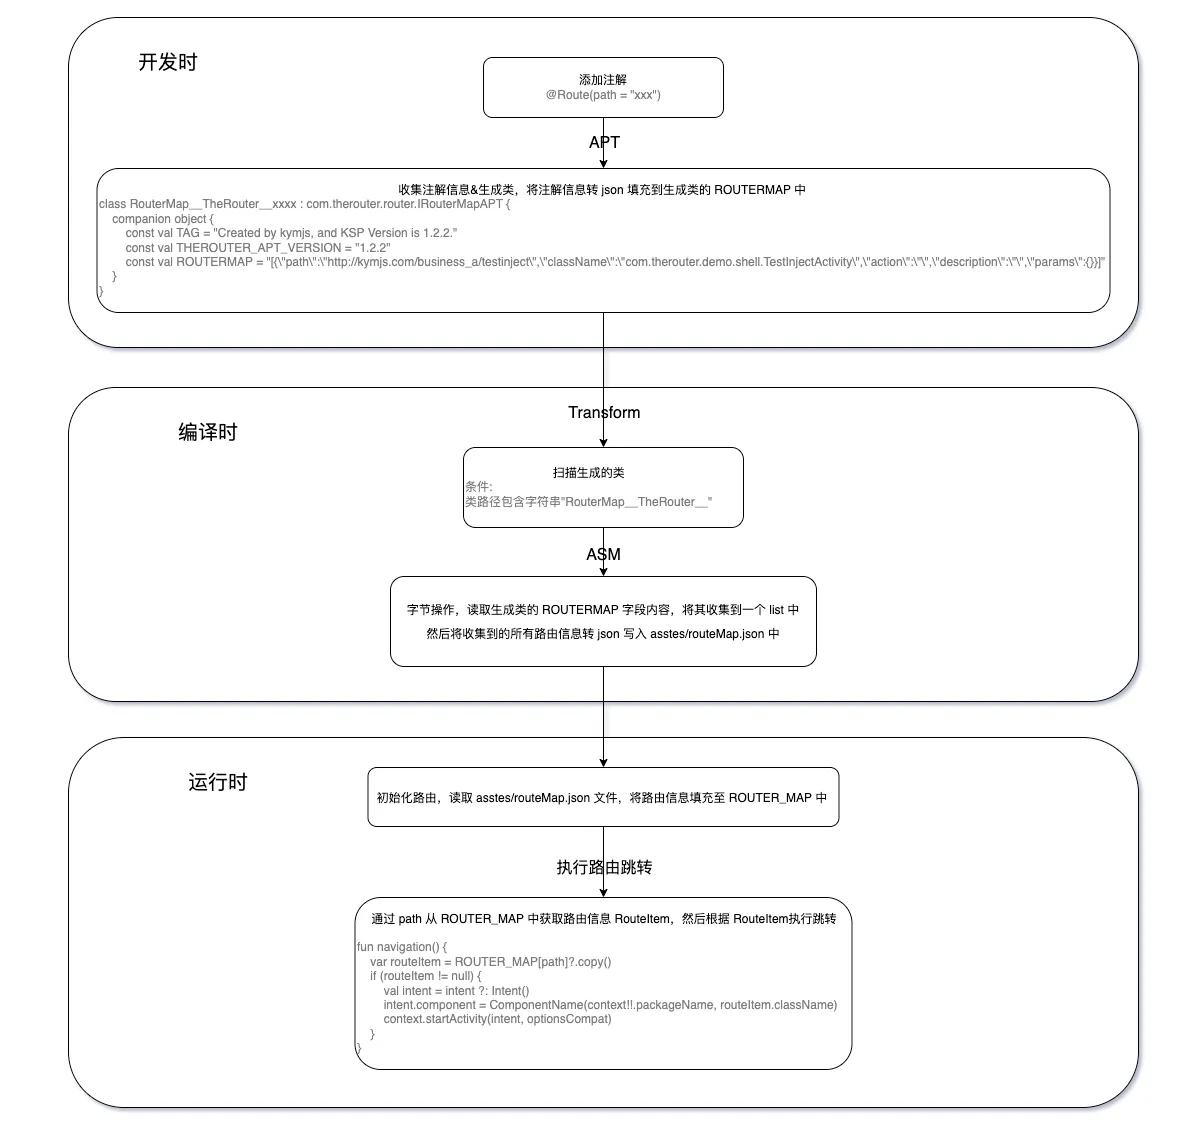 开发时
添加注解
@Route(path = "xxx")
APT
收集注解信息&生成类，将注解信息转 json 填充到生成类的 ROUTERMAP 中
class RouterMap__TheRouter__xxxx : com.therouter.router.IRouterMapAPT {
companion object {
const val TAG = "Created by kymjs, and KSP Version is 1.2.2."
const val THEROUTER_APT_VERSION = "1.2.2"
const val ROUTERMAP = "[{\"path\":\"http://kymjs.com/business_a/testinject\",\"className\":\"com.therouter.demo.shell.TestInjectActivity\",\"action\":\"\",\"description\":\"\",\"params\":{}}]"
}
}
编译时
Transform
扫描生成的类
条件：
类路径包含字符串"RouterMap__TheRouter__"
ASM
字节操作，读取生成类的 ROUTERMAP 字段内容，将其收集到一个 list 中
然后将收集到的所有路由信息转 json 写入 asstes/routeMap.json 中
运行时
初始化路由，读取 asstes/routeMap.json 文件，将路由信息填充至 ROUTER_MAP 中
执行路由跳转
通过 path 从 ROUTER_MAP 中获取路由信息 RouteItem，然后根据 RouteItem执行跳转
fun navigation() {
var routeItem = ROUTER_MAP[path]?.copy()
if (routeItem != null) {
val intent = intent ?: Intent()
intent.component = ComponentName(context!!.packageName, routeItem.className)
context.startActivity(intent, optionsCompat)
}
}